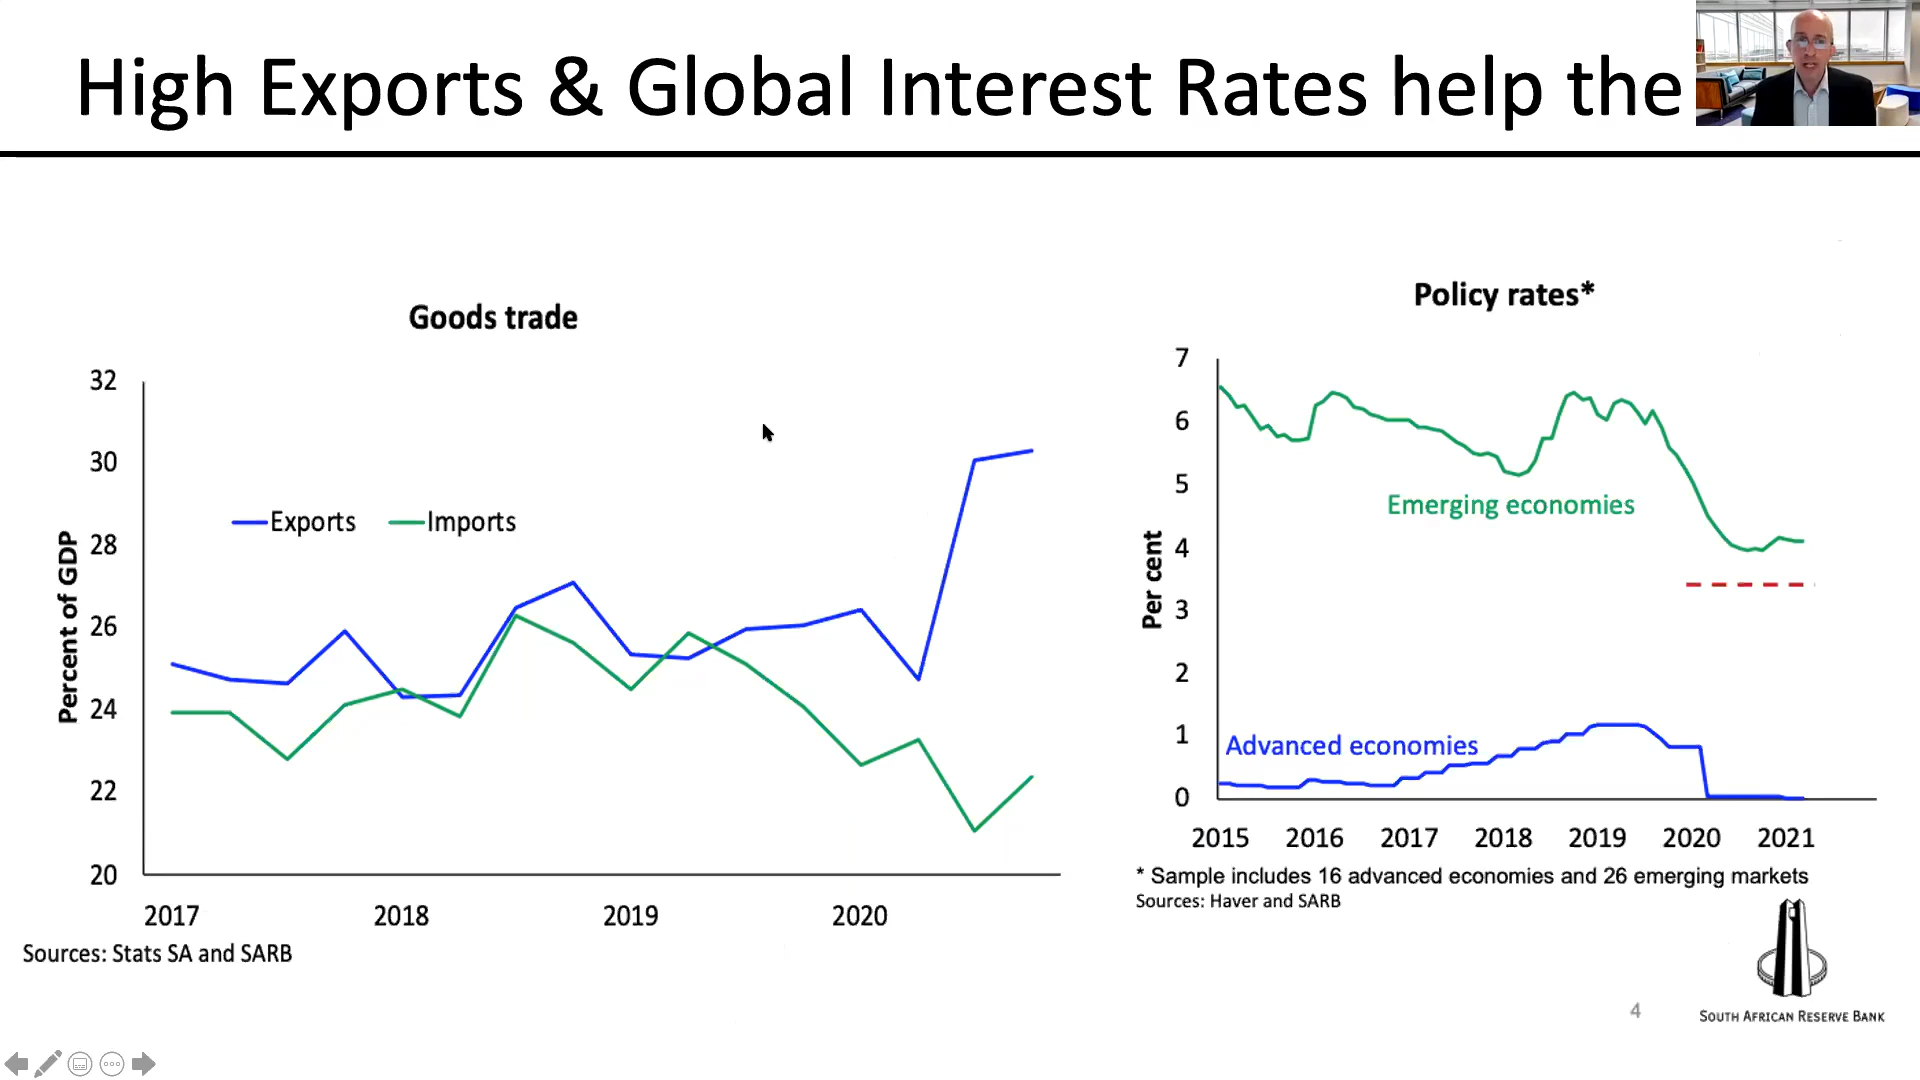 High Exports & Global Interest Rates help the
Goods trade
32
30
28
26
24
22
20
Percent of GDP
Exports Imports
2017 2018 2019 2020
Sources: Stats SA and SARB
Policy rates*
7
6
5
4
3
2
1
0
Per cent
Emerging economies
Advanced economies
2015 2016 2017 2018 2019 2020 2021
* Sample includes 16 advanced economies and 26 emerging markets
Sources: Haver and SARB
4
SOUTH AFRICAN RESERVE BANK